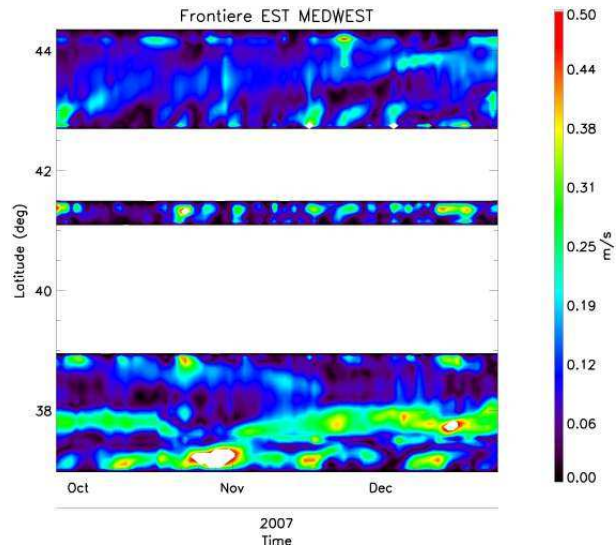 Frontiere EST MEDWEST
44
42
40
38
Latitude (deg)
Oct
Nov
Dec
2007
Time
0.50
0.44
0.38
0.32
0.25
0.19
0.12
0.06
0.00
m/s